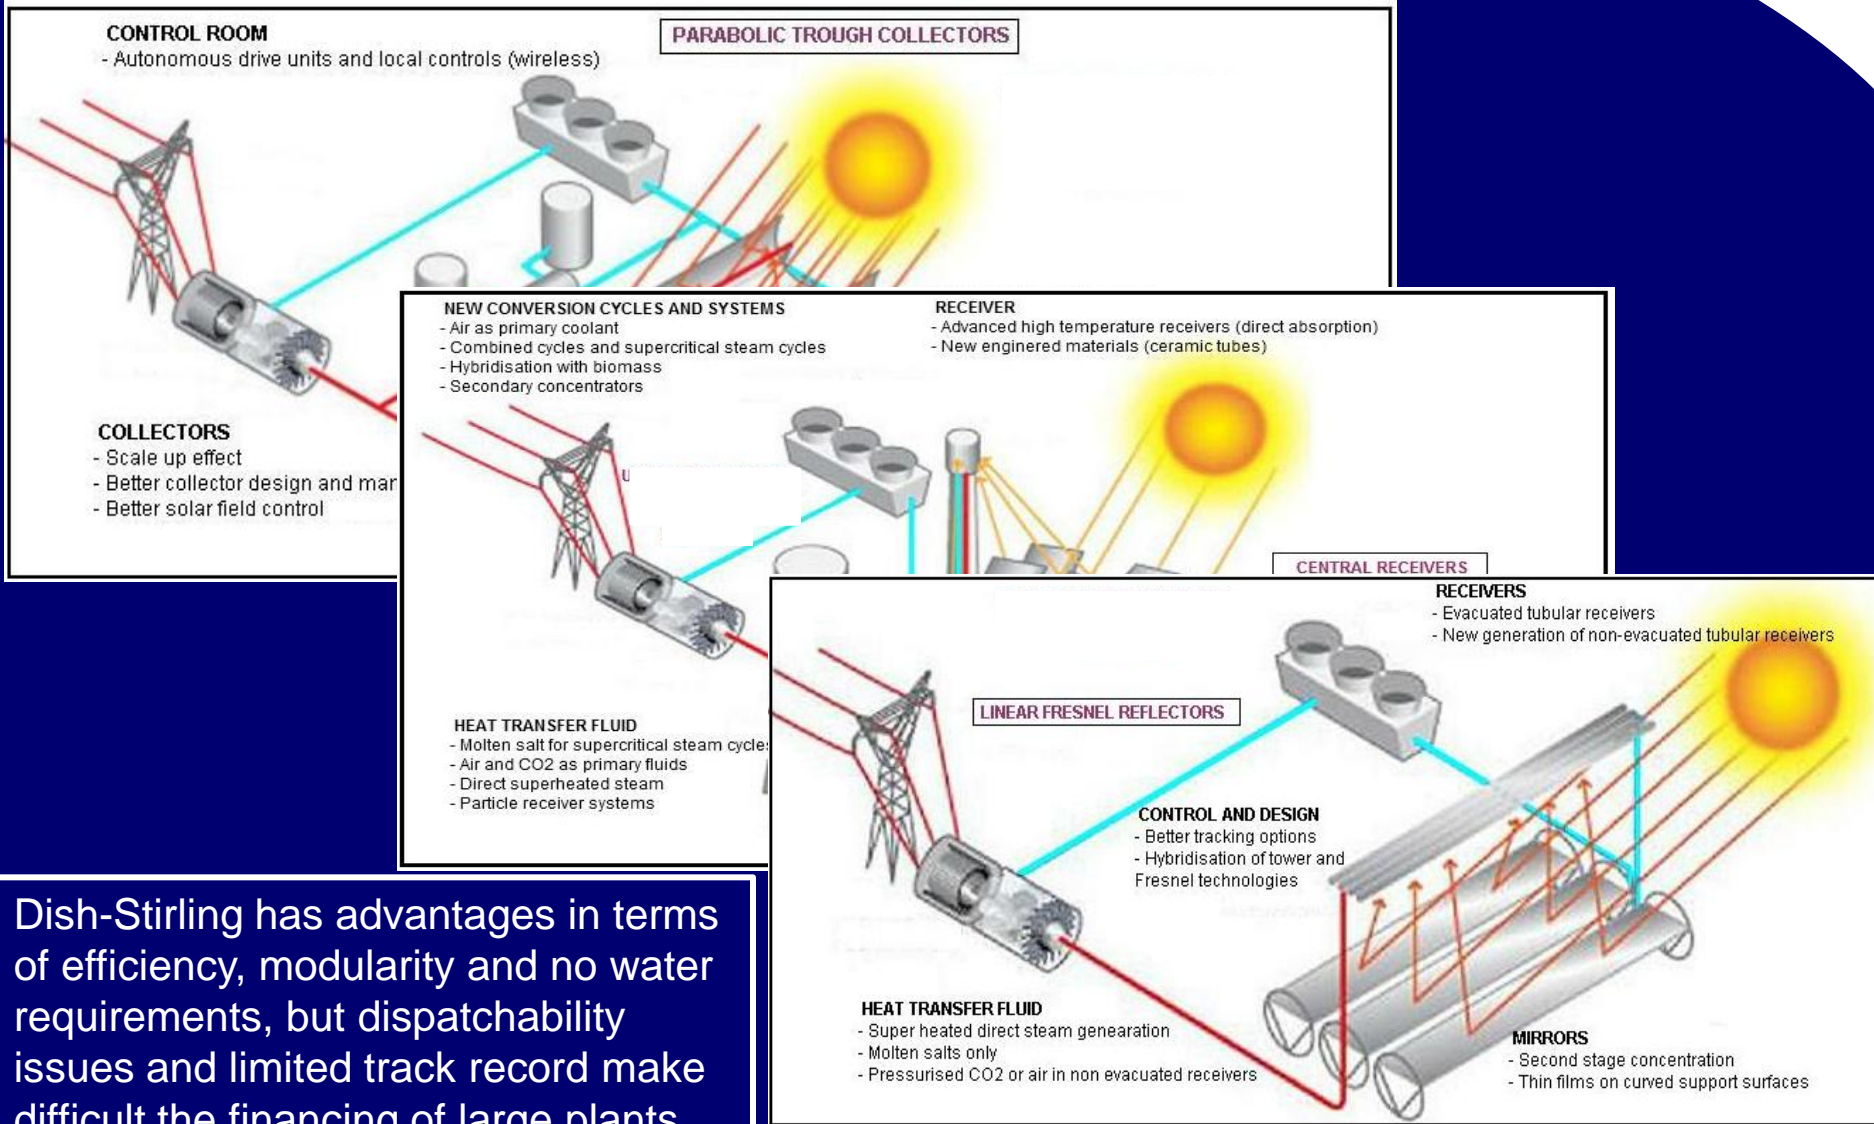 CONTROL ROOM
- Autonomous drive units and local controls (wireless)
PARABOLIC TROUGH COLLECTORS
COLLECTORS
- Scale up effect
- Better collector design and
- Better solar field control
NEW CONVERSION CYCLES AND SYSTEMS
- Air as primary coolant
- Combined cycles and supercritical steam cycles
- Hybridisation with biomass
- Secondary concentrators
RECEIVER
- Advanced high temperature receivers (direct absorption)
- New enginered materials (ceramic tubes)
U
CENTRAL RECEIVERS
HEAT TRANSFER FLUID
- Molten salt for supercritical steam cycles
- Air and CO2 as primary fluids
- Direct superheated steam
- Particle receiver systems
RECEIVERS
- Evacuated tubular receivers
- New generation of non-evacuated tubular receivers
LINEAR FRESNEL REFLECTORS
CONTROL AND DESIGN
- Better tracking options
- Hybridisation of tower and
Fresnel technologies
HEAT TRANSFER FLUID
- Super heated direct steam genearation
- Molten salts only
- Pressurised CO2 or air in non evacuated receivers
MIRRORS
- Second stage concentration
- Thin films on curved support surfaces
Dish-Stirling has advantages in terms
of efficiency, modularity and no water
requirements, but dispatchability
issues and limited track record make
difficult the financing of large plants